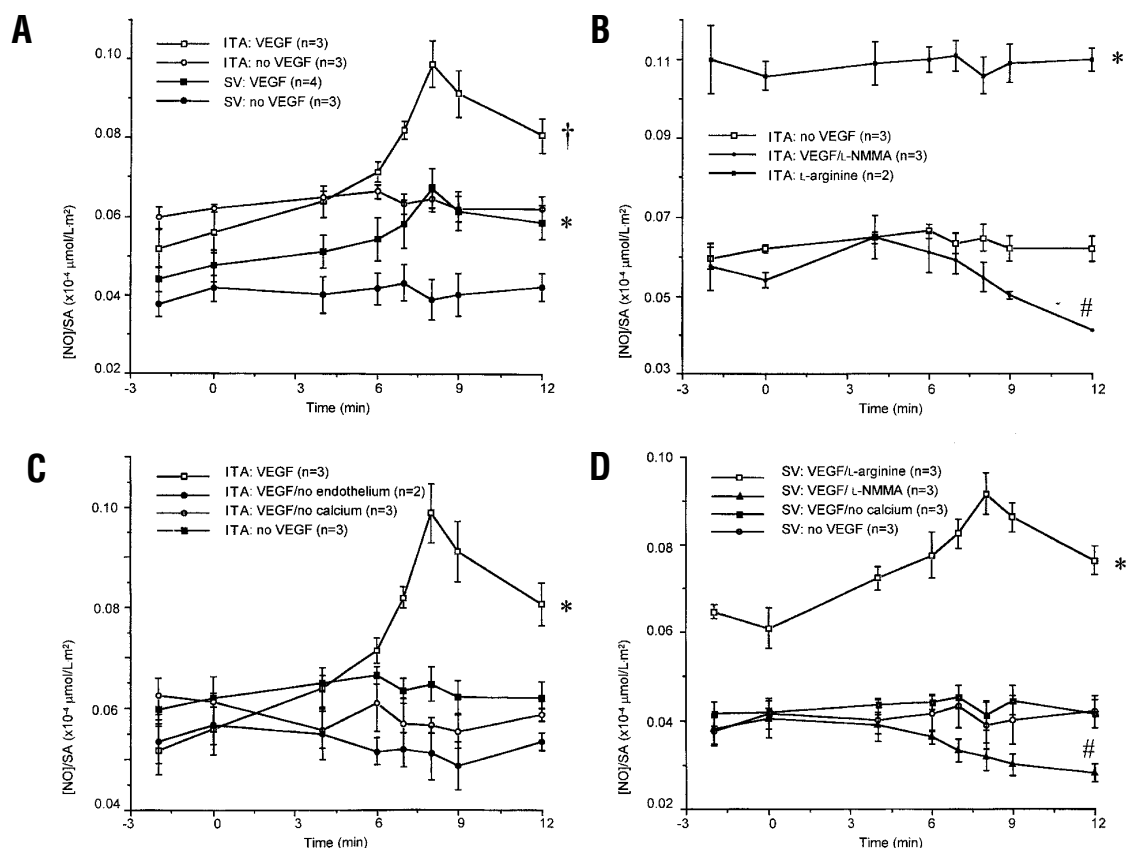 A
ITA: VEGF (n=3)
ITA: no VEGF (n=3)
SV: VEGF (n=4)
SV: no VEGF (n=3)
[NO]/SA (x10⁻⁴ µmol/L·m²)
0.10
0.08
0.06
0.04
0.02
†
*
-3 0 3 6 9 12
Time (min)
B
ITA: no VEGF (n=3)
ITA: VEGF/L-NMMA (n=3)
ITA: L-arginine (n=2)
[NO]/SA (x10⁻⁴ µmol/L·m²)
0.11
0.09
0.07
0.05
0.03
*
#
-3 0 3 6 9 12
Time (min)
C
ITA: VEGF (n=3)
ITA: VEGF/no endothelium (n=2)
ITA: VEGF/no calcium (n=3)
ITA: no VEGF (n=3)
[NO]/SA (x10⁻⁴ µmol/L·m²)
0.10
0.08
0.06
0.04
*
-3 0 3 6 9 12
Time (min)
D
SV: VEGF/L-arginine (n=3)
SV: VEGF/ L-NMMA (n=3)
SV: VEGF/no calcium (n=3)
SV: no VEGF (n=3)
[NO]/SA (x10⁻⁴ µmol/L·m²)
0.10
0.08
0.06
0.04
0.02
*
#
-3 0 3 6 9 12
Time (min)